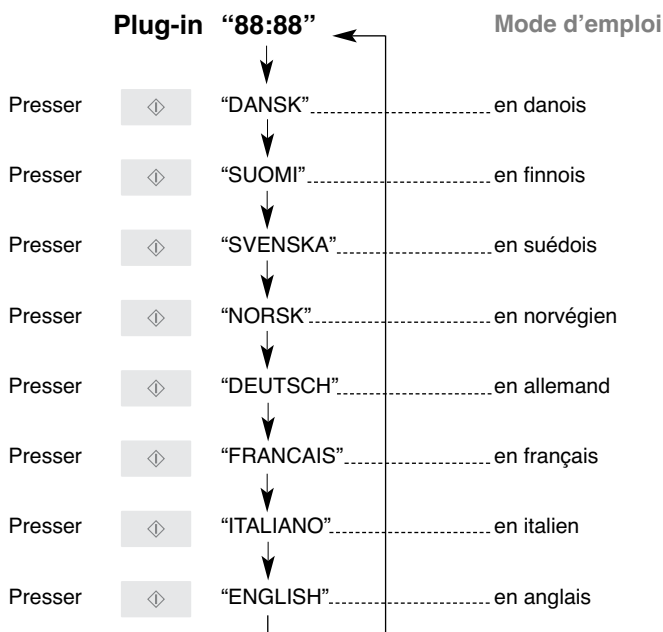 Plug-in “88:88” Mode d’emploi
Presser “DANSK” en danois
Presser “SUOMI” en finnois
Presser “SVENSKA” en suédois
Presser “NORSK” en norvégien
Presser “DEUTSCH” en allemand
Presser “FRANCAIS” en français
Presser “ITALIANO” en italien
Presser “ENGLISH” en anglais